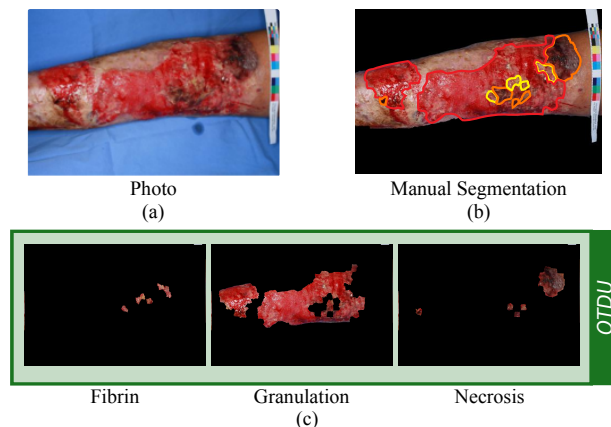 Photo
(a)
Manual Segmentation
(b)
OTDU
Fibrin
Granulation
Necrosis
(c)